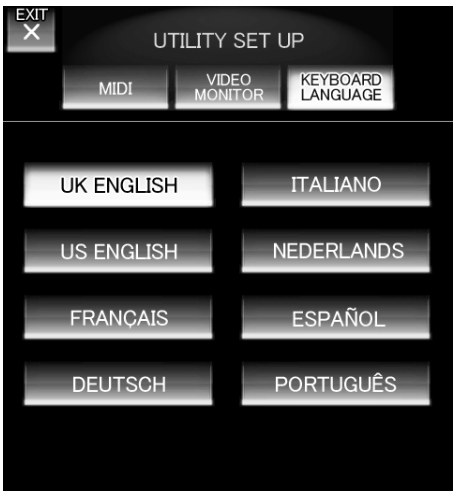 EXIT
×
UTILITY SET UP
MIDI
VIDEO
MONITOR
KEYBOARD
LANGUAGE
UK ENGLISH
ITALIANO
US ENGLISH
NEDERLANDS
FRANÇAIS
ESPAÑOL
DEUTSCH
PORTUGUÊS